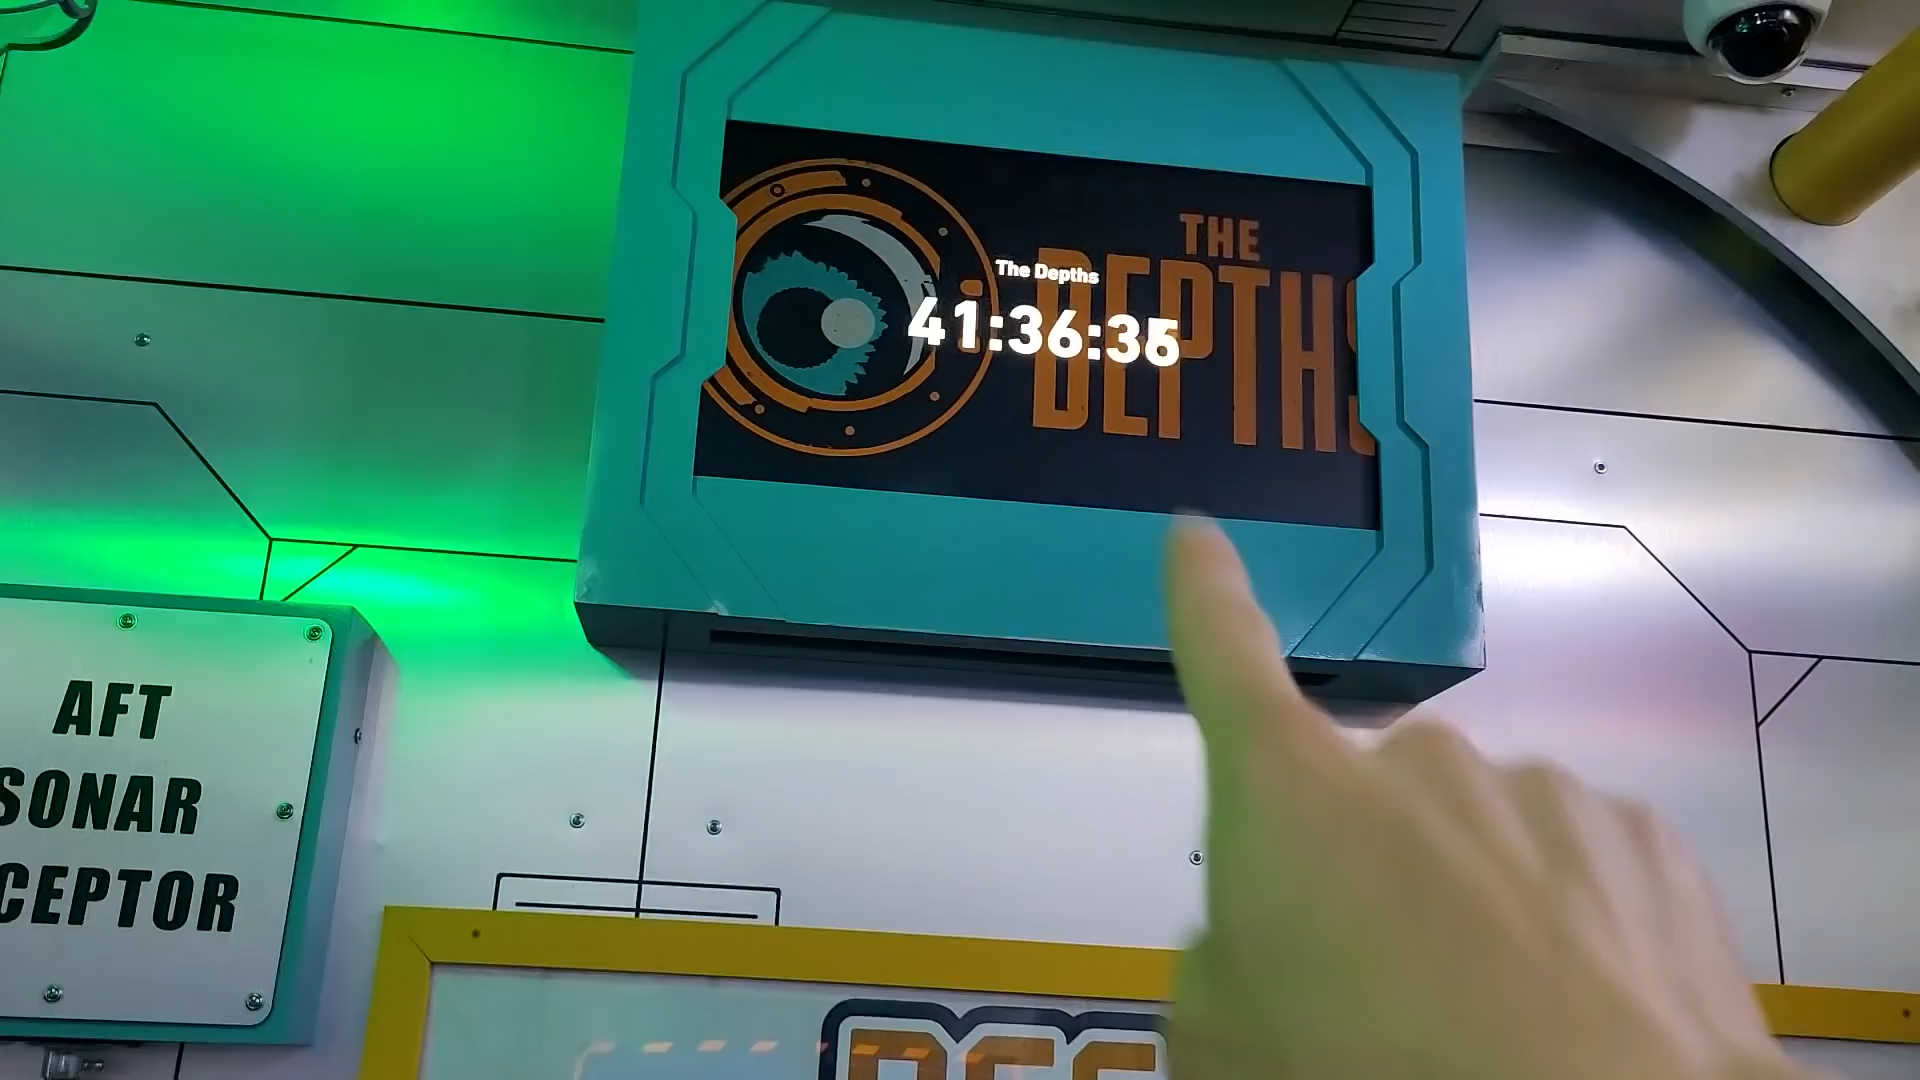 THE
DEPTHS
The Depths
41:36:35
AFT
SONAR
CEPTOR